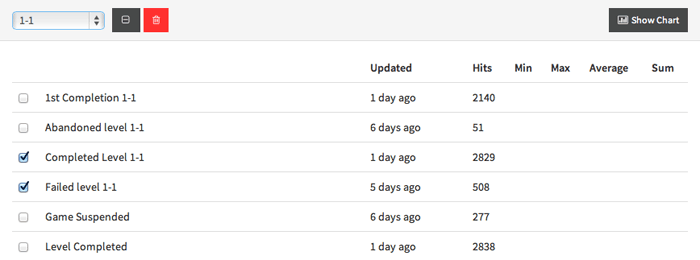 1-1 Show Chart
Updated Hits Min Max Average Sum
1st Completion 1-1 1 day ago 2140
Abandoned level 1-1 6 days ago 51
Completed Level 1-1 1 day ago 2829
Failed level 1-1 5 days ago 508
Game Suspended 6 days ago 277
Level Completed 1 day ago 2838